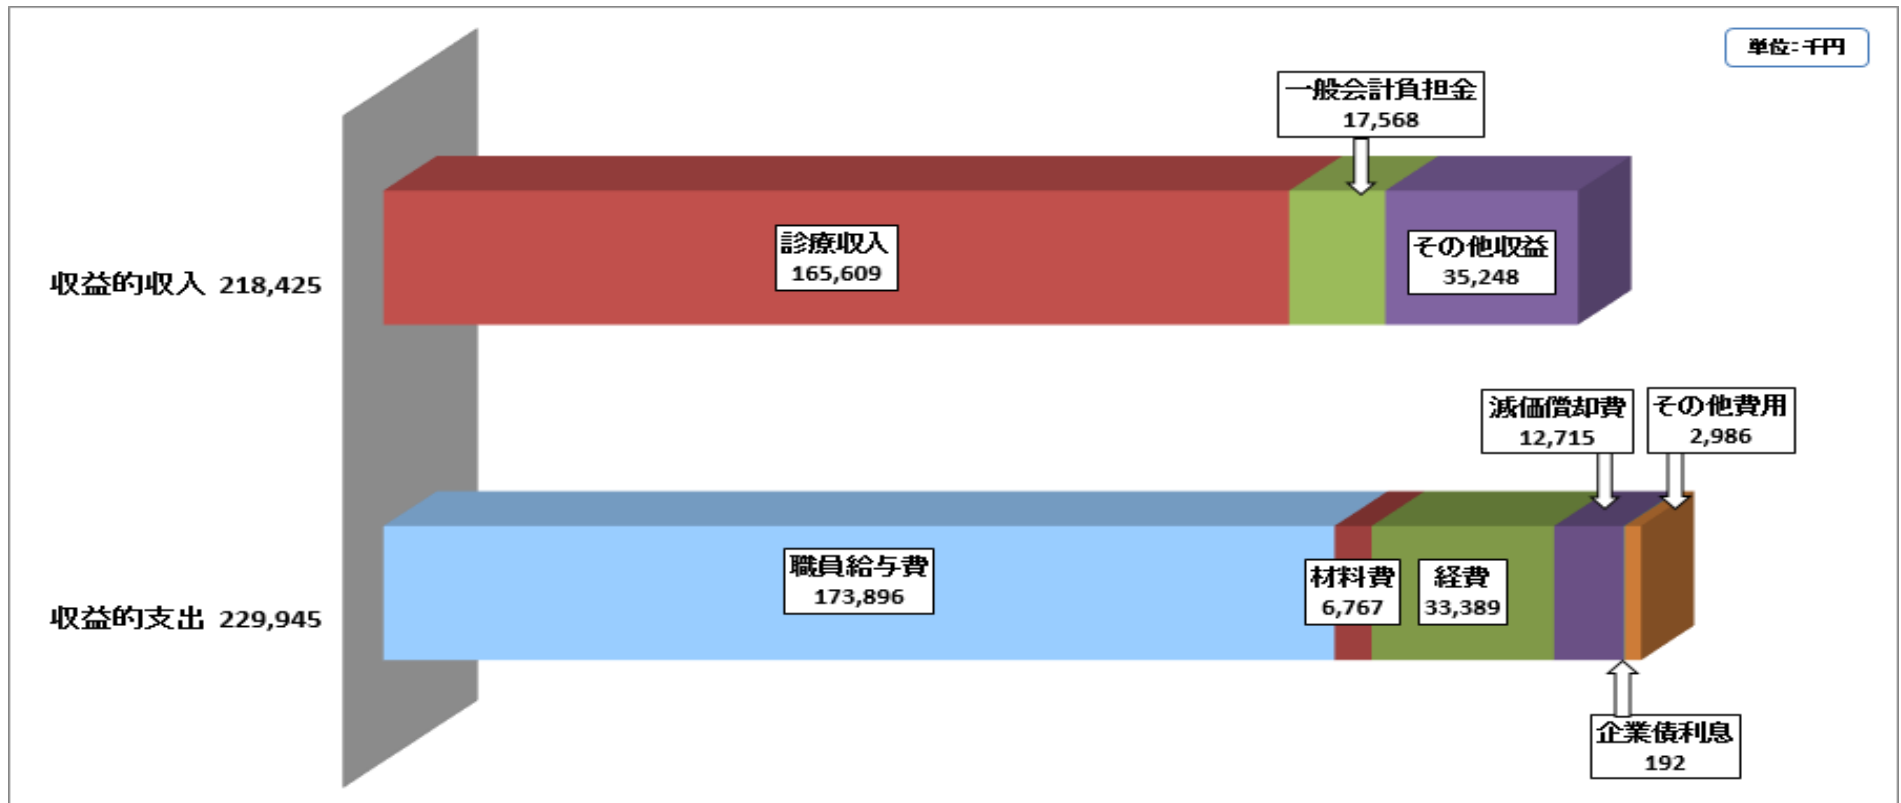 単位：千円
一般会計負担金
17,568
診療収入
165,609
その他収益
35,248
収益的収入 218,425
減価償却費
12,715
その他費用
2,986
職員給与費
173,896
材料費
6,767
経費
33,389
収益的支出 229,945
企業債利息
192